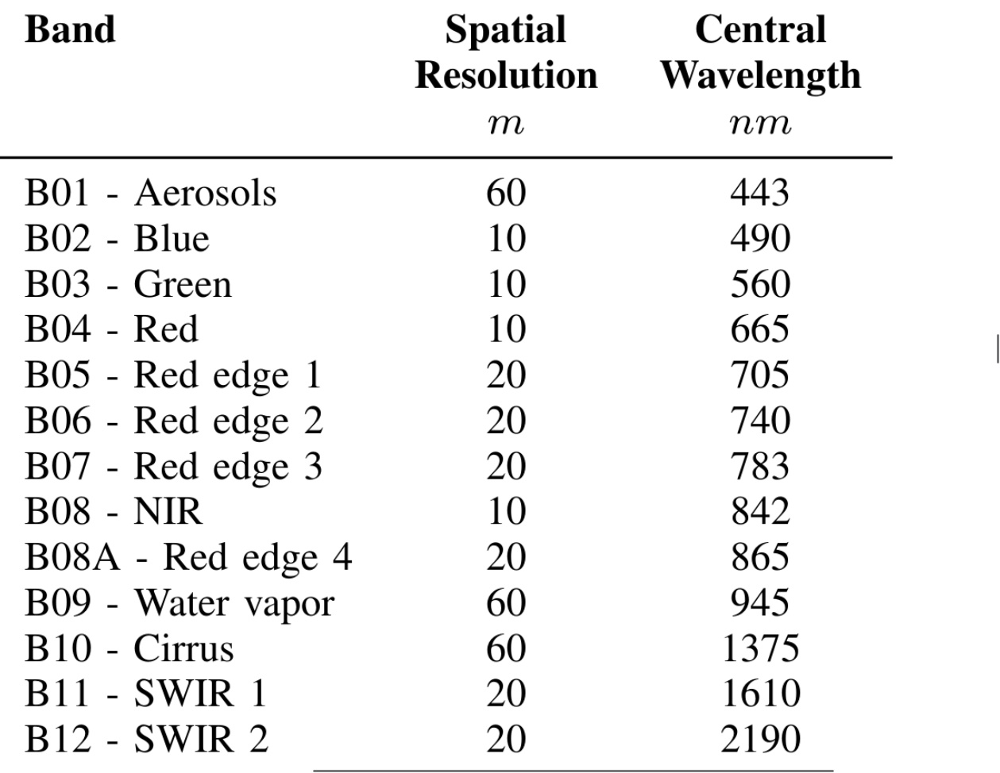 Band Spatial Central
Resolution Wavelength
m nm
B01 - Aerosols 60 443
B02 - Blue 10 490
B03 - Green 10 560
B04 - Red 10 665
B05 - Red edge 1 20 705
B06 - Red edge 2 20 740
B07 - Red edge 3 20 783
B08 - NIR 10 842
B08A - Red edge 4 20 865
B09 - Water vapor 60 945
B10 - Cirrus 60 1375
B11 - SWIR 1 20 1610
B12 - SWIR 2 20 2190